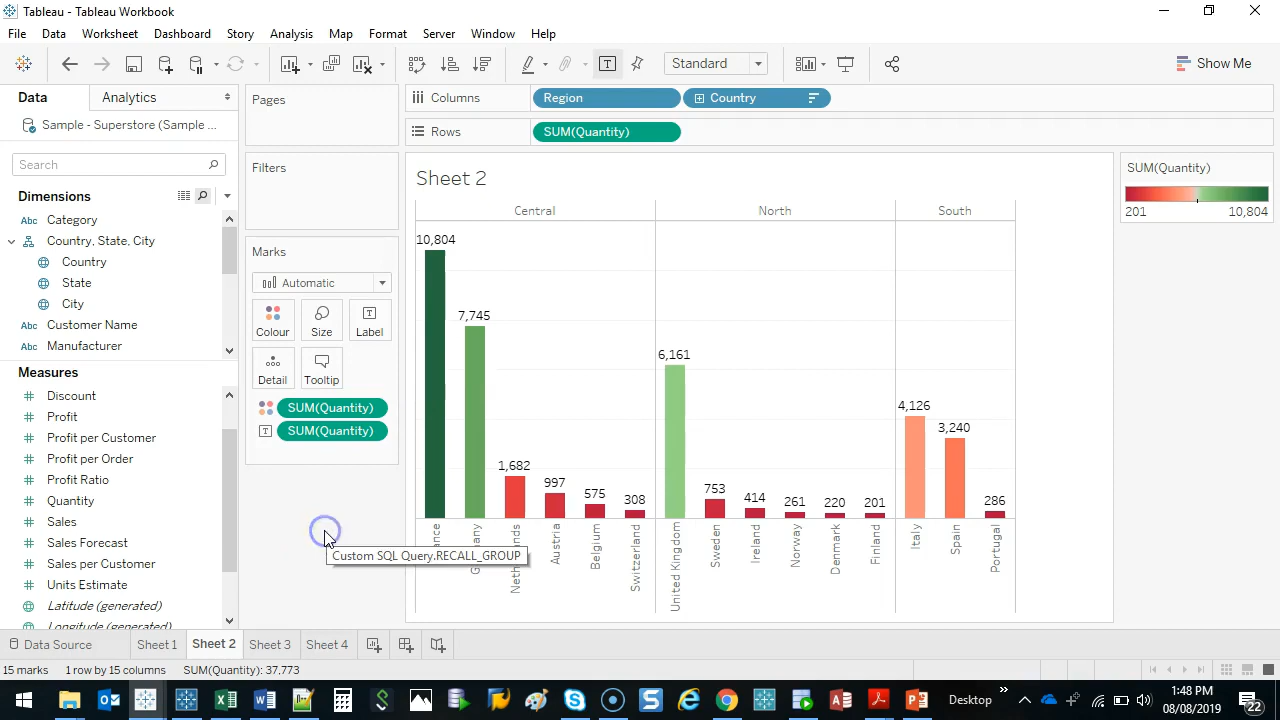 Tableau - Tableau Workbook
File Data Worksheet Dashboard Story Analysis Map Format Server Window Help
Standard
Show Me
Data
Analytics
Sample - Superstore (Sample ...
Search
Dimensions
Abc Category
Country, State, City
Country
State
City
Abc Customer Name
Abc Manufacturer
Measures
# Discount
# Profit
# Profit per Customer
# Profit per Order
# Profit Ratio
# Quantity
# Sales
# Sales Forecast
# Sales per Customer
# Units Estimate
Latitude (generated)
Longitude (generated)
Pages
Filters
Marks
Automatic
Colour
Size
Label
Detail
Tooltip
SUM(Quantity)
SUM(Quantity)
Custom SQL Query.RECALL_GROUP
Columns
Region
Country
Rows
SUM(Quantity)
Sheet 2
Central
North
South
10,804
7,745
1,682
997
575
308
6,161
753
414
261
220
201
4,126
3,240
286
Austria
Belgium
Switzerland
United Kingdom
Sweden
Ireland
Norway
Denmark
Finland
Italy
Spain
Portugal
SUM(Quantity)
201
10,804
Data Source
Sheet 1
Sheet 2
Sheet 3
Sheet 4
15 marks
1 row by 15 columns
SUM(Quantity): 37,773
Desktop
1:48 PM
08/08/2019
22